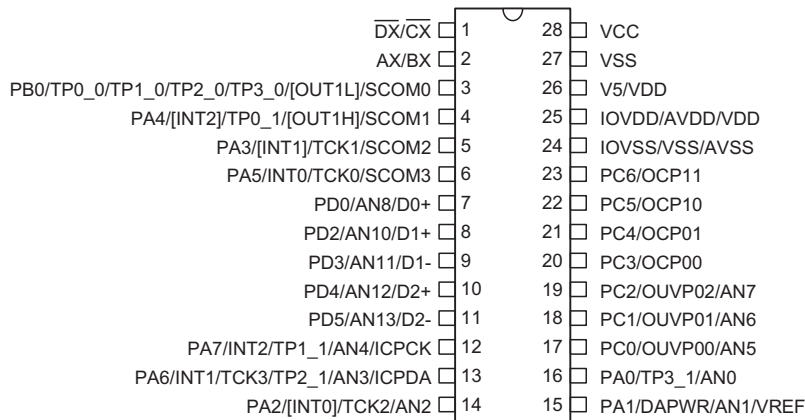 D̅X̅/C̅X̅ 1 28 VCC
AX/BX 2 27 VSS
PB0/TP0_0/TP1_0/TP2_0/TP3_0/[OUT1L]/SCOM0 3 26 V5/VDD
PA4/[INT2]/TP0_1/[OUT1H]/SCOM1 4 25 IOVDD/AVDD/VDD
PA3/[INT1]/TCK1/SCOM2 5 24 IOVSS/VSS/AVSS
PA5/INT0/TCK0/SCOM3 6 23 PC6/OCP11
PD0/AN8/D0+ 7 22 PC5/OCP10
PD2/AN10/D1+ 8 21 PC4/OCP01
PD3/AN11/D1- 9 20 PC3/OCP00
PD4/AN12/D2+ 10 19 PC2/OUVP02/AN7
PD5/AN13/D2- 11 18 PC1/OUVP01/AN6
PA7/INT2/TP1_1/AN4/ICPCK 12 17 PC0/OUVP00/AN5
PA6/INT1/TCK3/TP2_1/AN3/ICPDA 13 16 PA0/TP3_1/AN0
PA2/[INT0]/TCK2/AN2 14 15 PA1/DAPWR/AN1/VREF